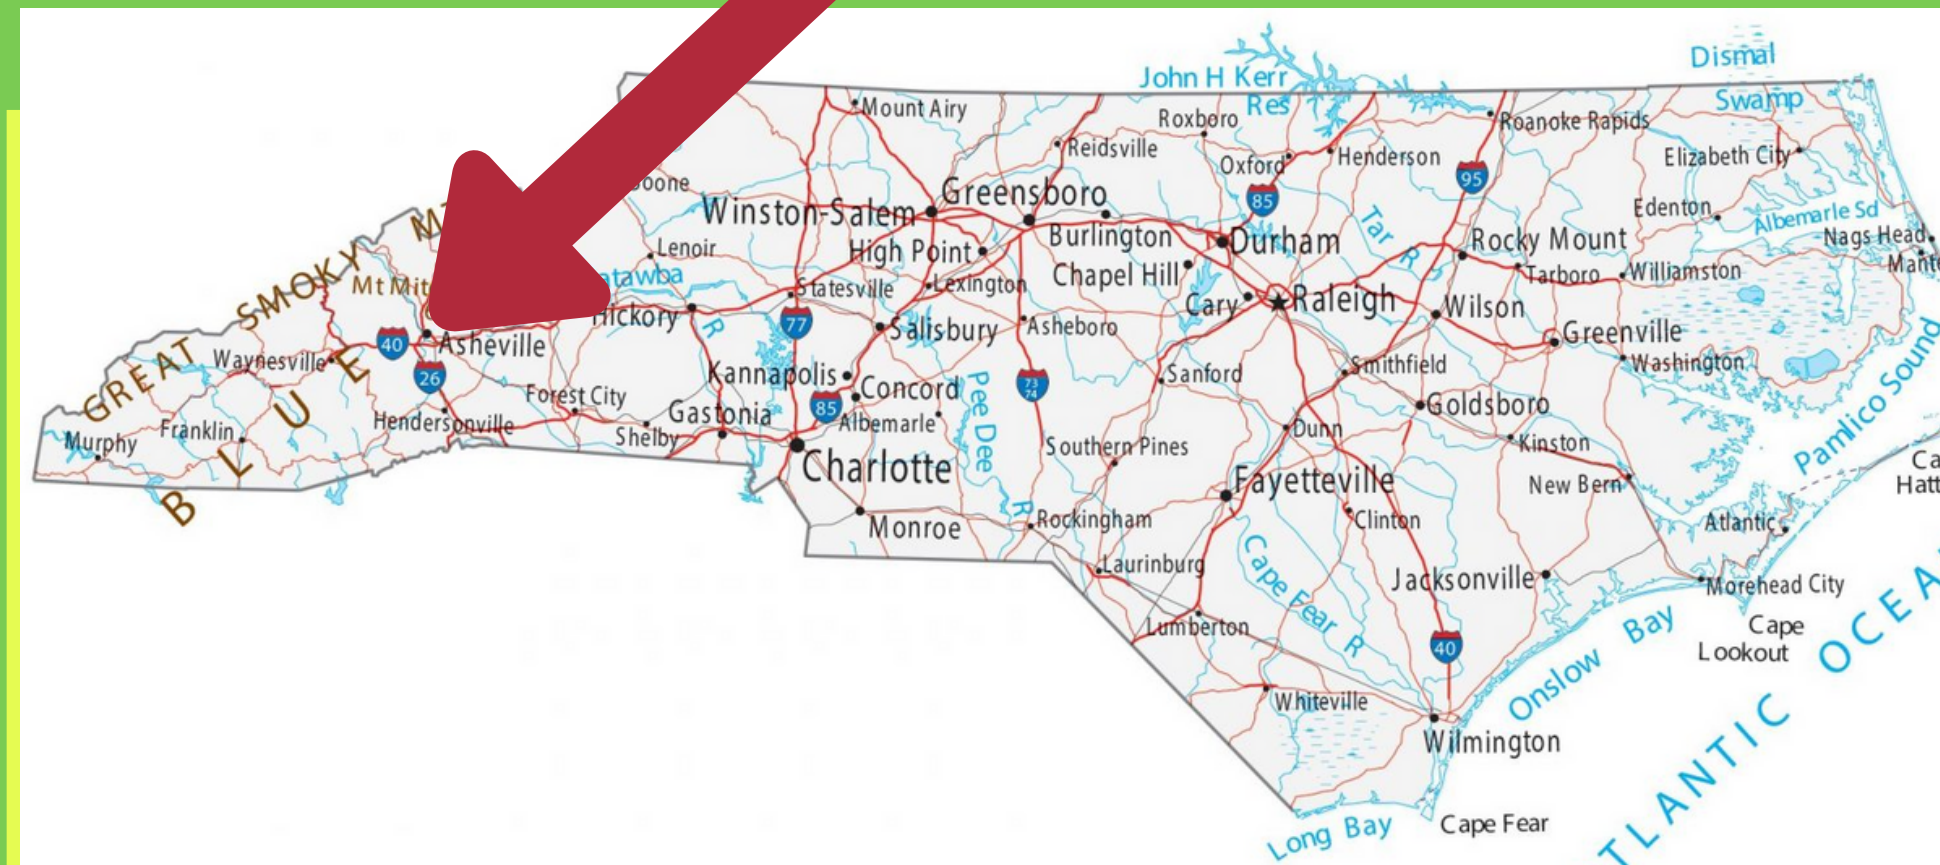 Dismal
Swamp
John H Kerr
Res
Mount Airy
Roxboro
Roanoke Rapids
Reidsville
Oxford
Henderson
95
Elizabeth City
Boone
Greensboro
85
Winston-Salem
Edenton
Albemarle Sd
Tar R
Burlington
Durham
Rocky Mount
Nags Head
High Point
Lenoir
Chapel Hill
Tarboro
Williamston
GREAT SMOKY
Lexington
Statesville
Cary
Raleigh
Wilson
Hickory
R
77
Salisbury
Asheboro
Greenville
40
Asheville
Waynesville
Washington
26
Kannapolis
Concord
73
74
Sanford
Smithfield
Forest City
Gastonia
85
Albemarle
Pee Dee
R
Goldsboro
Pamlico Sound
Hendersonville
Shelby
Franklin
Murphy
BLUE
Charlotte
Southern Pines
Dunn
Kinston
Fayetteville
New Bern
Monroe
Rockingham
Clinton
Atlantic
Laurinburg
Cape Fear R
Jacksonville
Morehead City
Lumberton
40
Onslow Bay
Cape
Lookout
Whiteville
Wilmington
Long Bay
Cape Fear